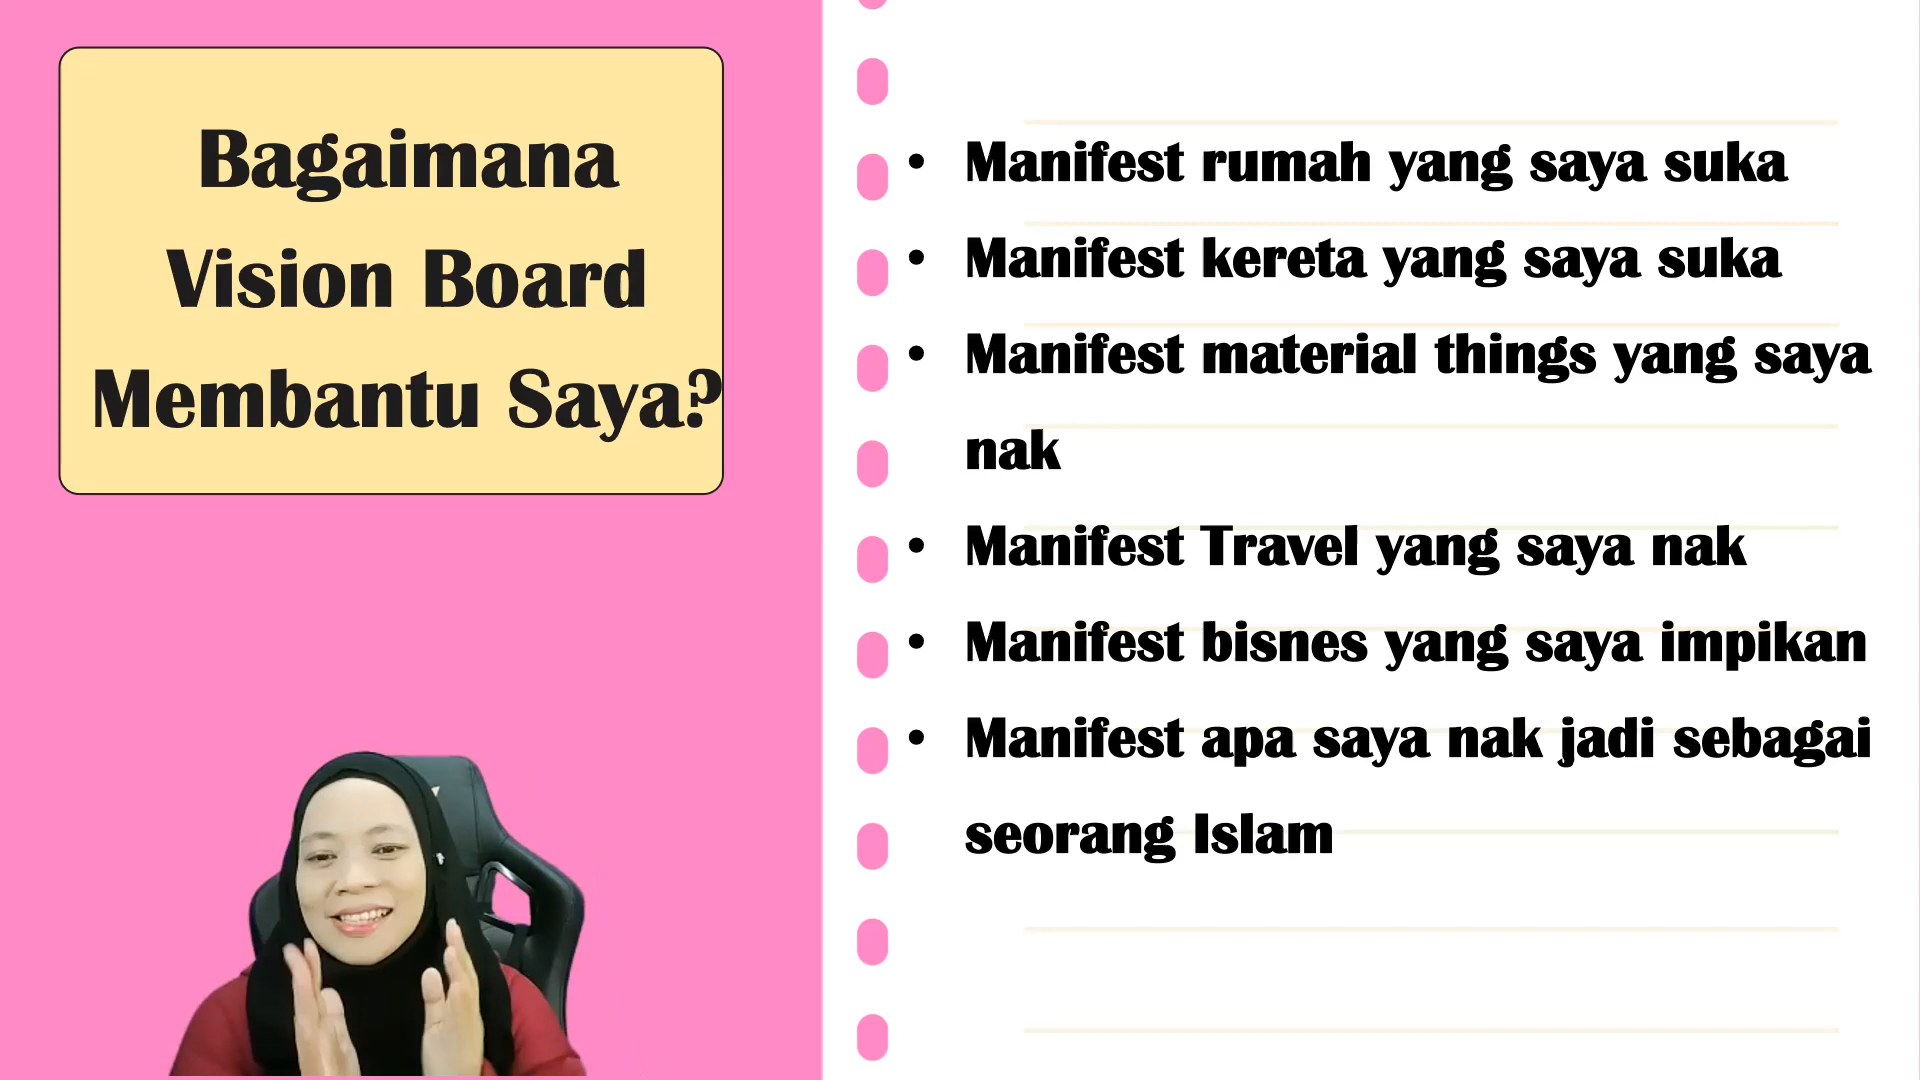 Bagaimana
Vision Board
Membantu Saya?
• Manifest rumah yang saya suka
• Manifest kereta yang saya suka
• Manifest material things yang saya
nak
• Manifest Travel yang saya nak
• Manifest bisnes yang saya impikan
• Manifest apa saya nak jadi sebagai
seorang Islam